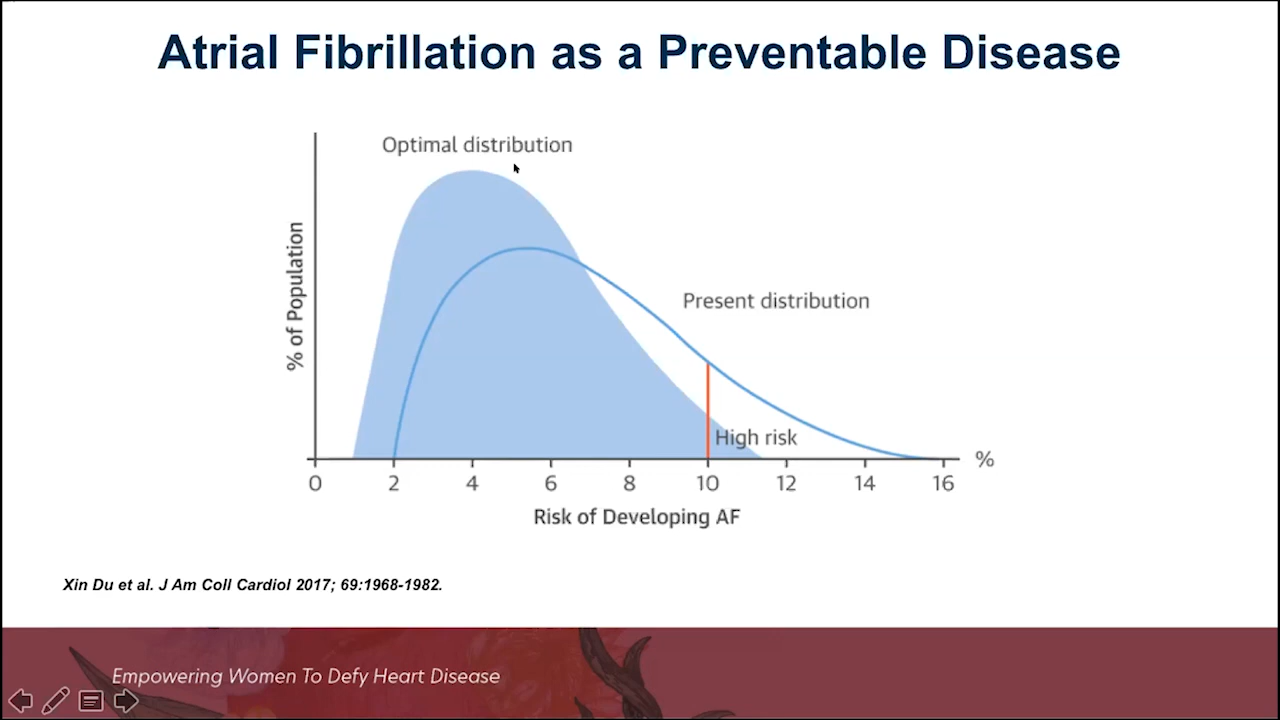 Atrial Fibrillation as a Preventable Disease
Optimal distribution
% of Population
Present distribution
High risk
%
0 2 4 6 8 10 12 14 16
Risk of Developing AF
Xin Du et al. J Am Coll Cardiol 2017; 69:1968-1982.
Empowering Women To Defy Heart Disease